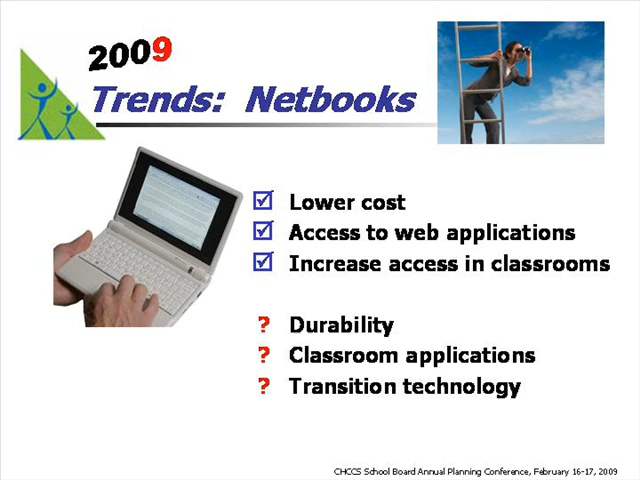 2009
Trends: Netbooks
Lower cost
Access to web applications
Increase access in classrooms
? Durability
? Classroom applications
? Transition technology
CHCCS School Board Annual Planning Conference, February 16-17, 2009